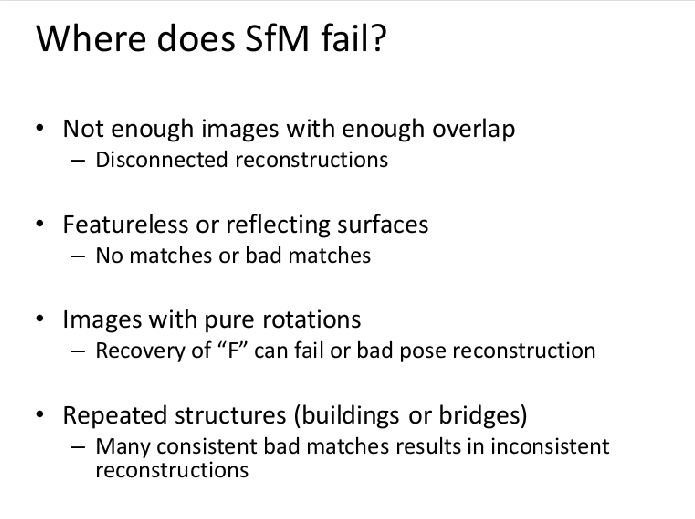 Where does SfM fail?
• Not enough images with enough overlap
– Disconnected reconstructions
• Featureless or reflecting surfaces
– No matches or bad matches
• Images with pure rotations
– Recovery of “F” can fail or bad pose reconstruction
• Repeated structures (buildings or bridges)
– Many consistent bad matches results in inconsistent
reconstructions